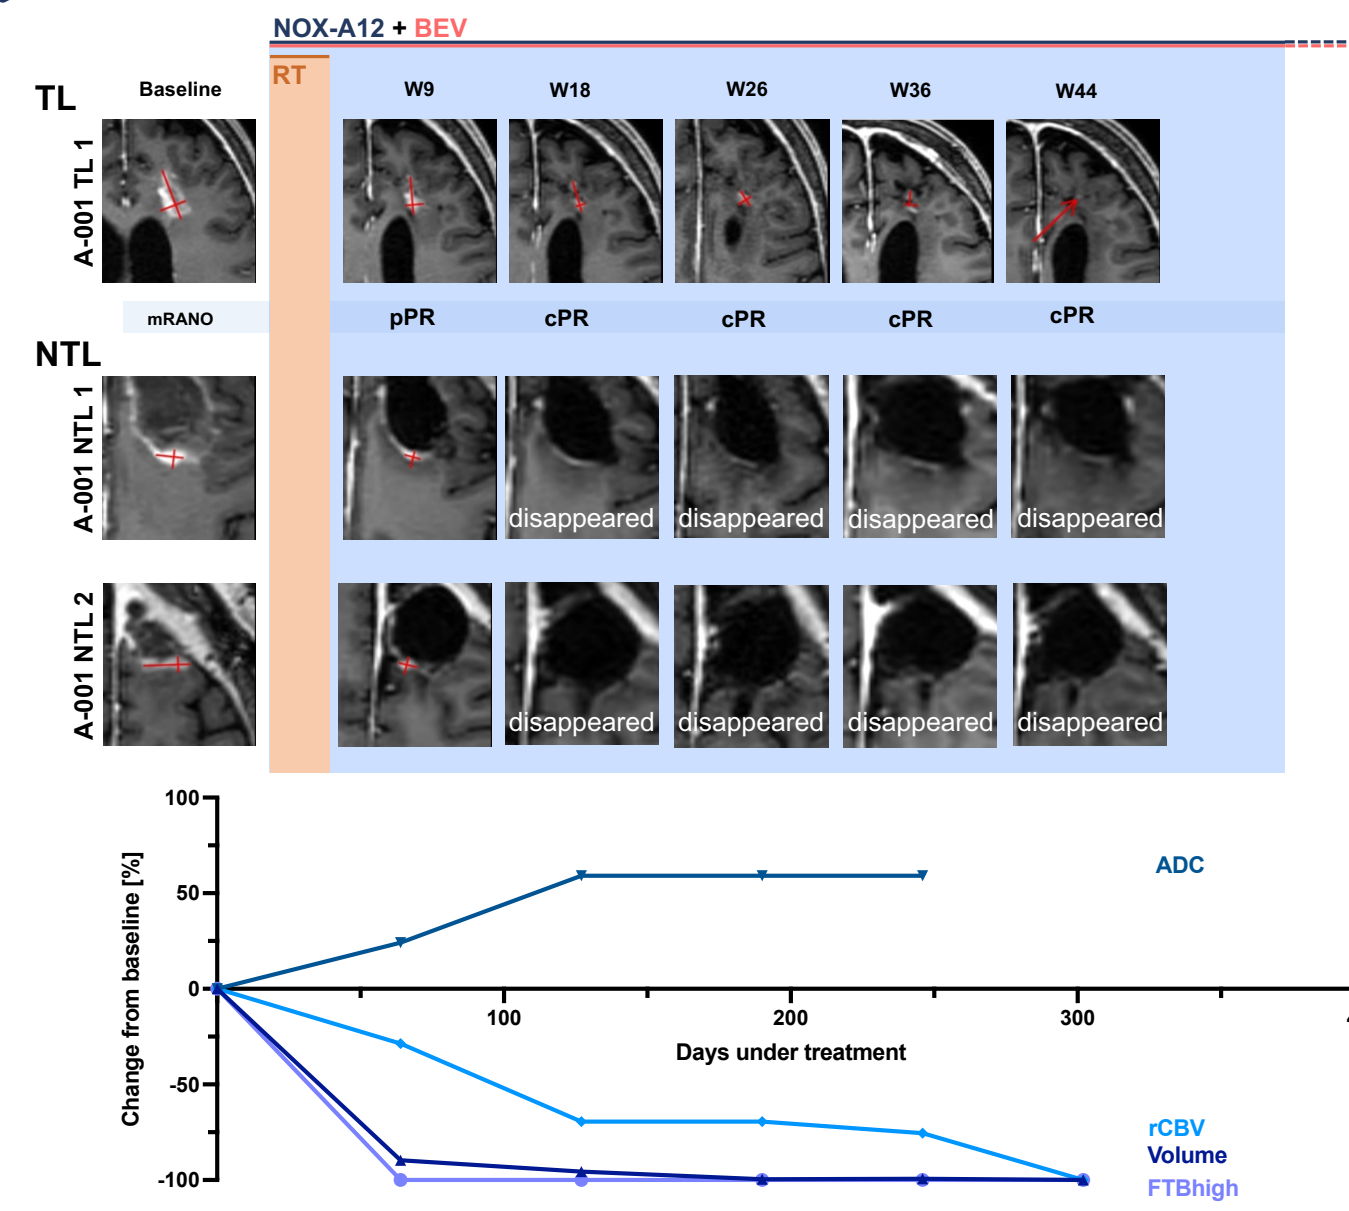 NOX-A12 + BEV
RT
TL
Baseline
W9
W18
W26
W36
W44
A-001 TL 1
mRANO
pPR
cPR
cPR
cPR
cPR
NTL
A-001 NTL 1
disappeared
disappeared
disappeared
disappeared
A-001 NTL 2
disappeared
disappeared
disappeared
disappeared
Change from baseline [%]
100
50
0
-50
-100
100
200
300
Days under treatment
ADC
rCBV
Volume
FTBhigh